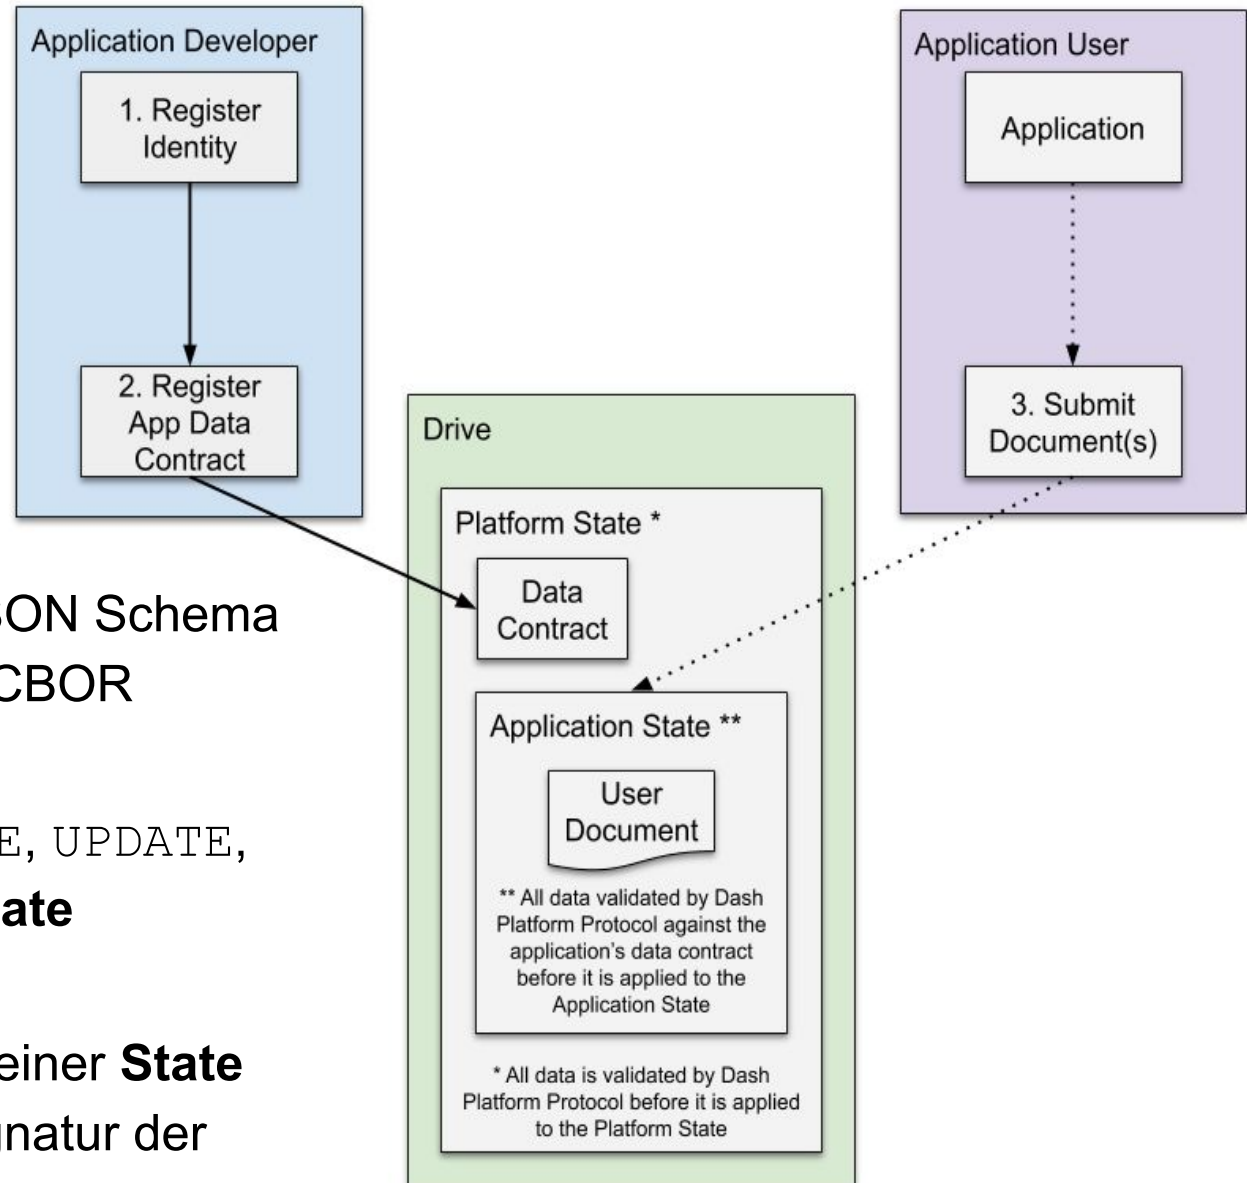 Application Developer
1. Register
Identity
2. Register
App Data
Contract
Application User
Application
3. Submit
Document(s)
Drive
Platform State *
Data
Contract
Application State **
User
Document
** All data validated by Dash
Platform Protocol against the
application's data contract
before it is applied to the
Application State
* All data is validated by Dash
Platform Protocol before it is applied
to the Platform State
Schema
CBOR
UPDATE,
einer State
der